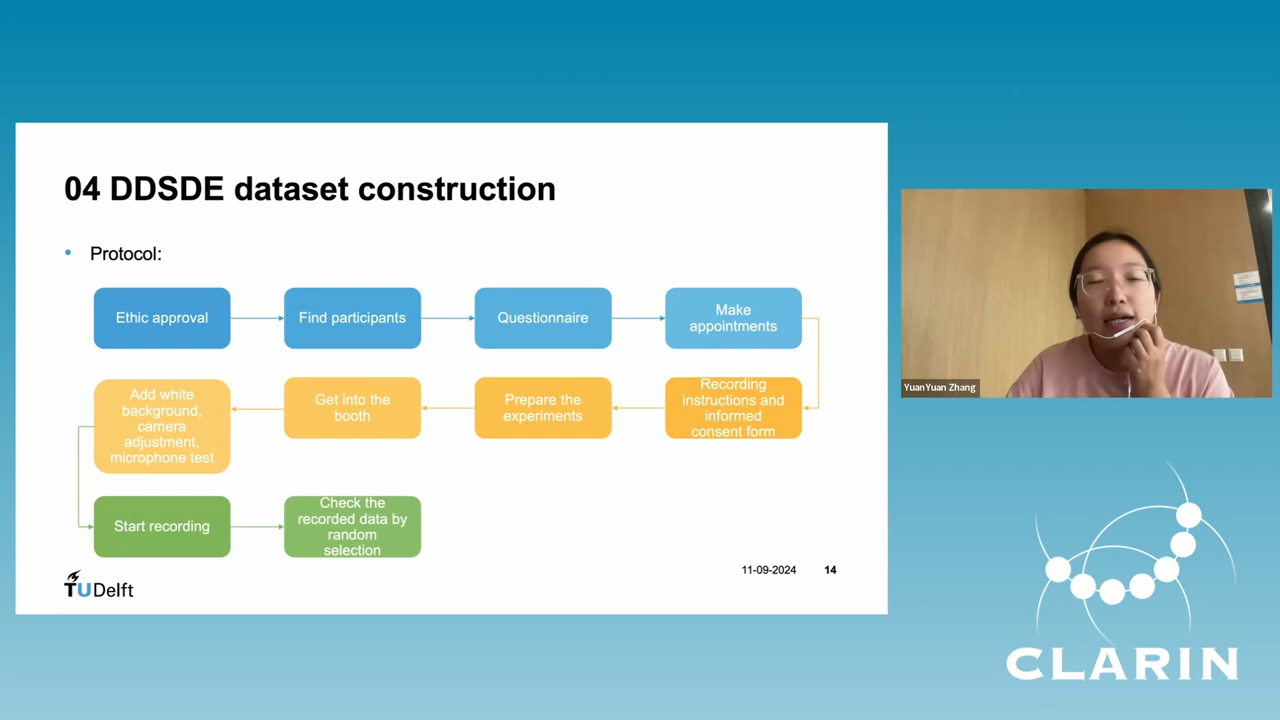 04 DDSDE dataset construction
• Protocol:
Ethic approval
Find participants
Questionnaire
Make
appointments
Recording
instructions and
informed
consent form
Prepare the
experiments
Get into the
booth
Add white
background,
camera
adjustment,
microphone test
Start recording
Check the
recorded data by
random
selection
11-09-2024
14
TUDelft
YuanYuan Zhang
CLARIN